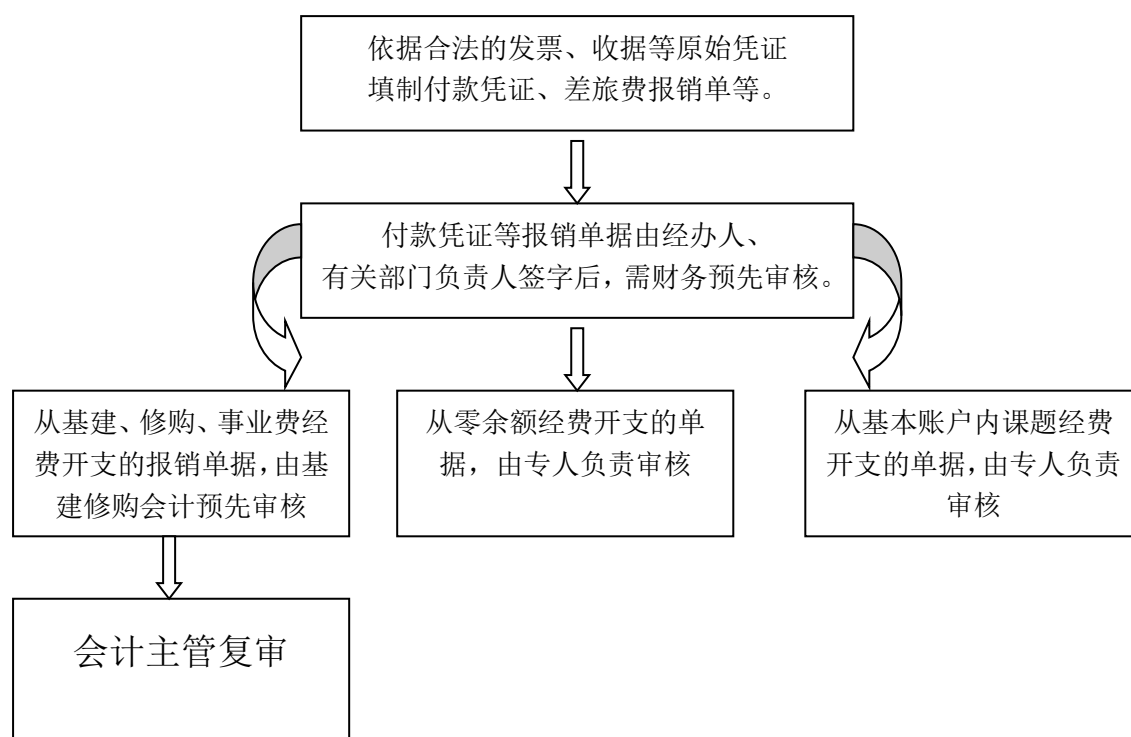 依据合法的发票、收据等原始凭证
填制付款凭证、差旅费报销单等。
付款凭证等报销单据由经办人、
有关部门负责人签字后，需财务预先审核。
从基建、修购、事业费经
费开支的报销单据，由基
建修购会计预先审核
从零余额经费开支的单
据，由专人负责审核
从基本账户内课题经费
开支的单据，由专人负责
审核
会计主管复审